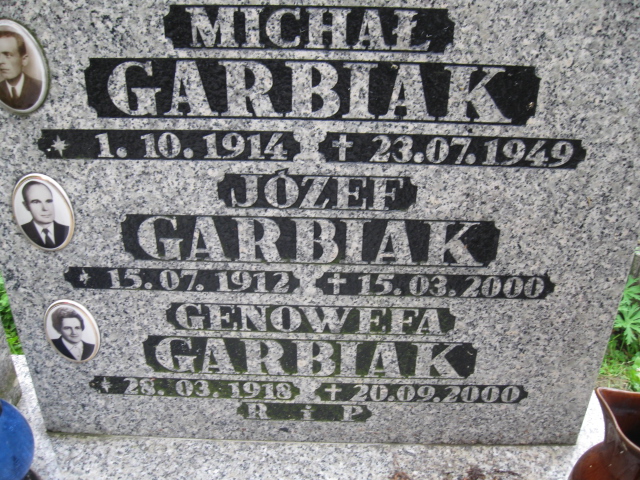 MICHAŁ
GARBIAK
* 1.10.1914 † 23.07.1949
JÓZEF
GARBIAK
* 15.07.1912 † 15.03.2000
GENOWEFA
GARBIAK
* 28.03.1918 † 20.09.2000
R i P